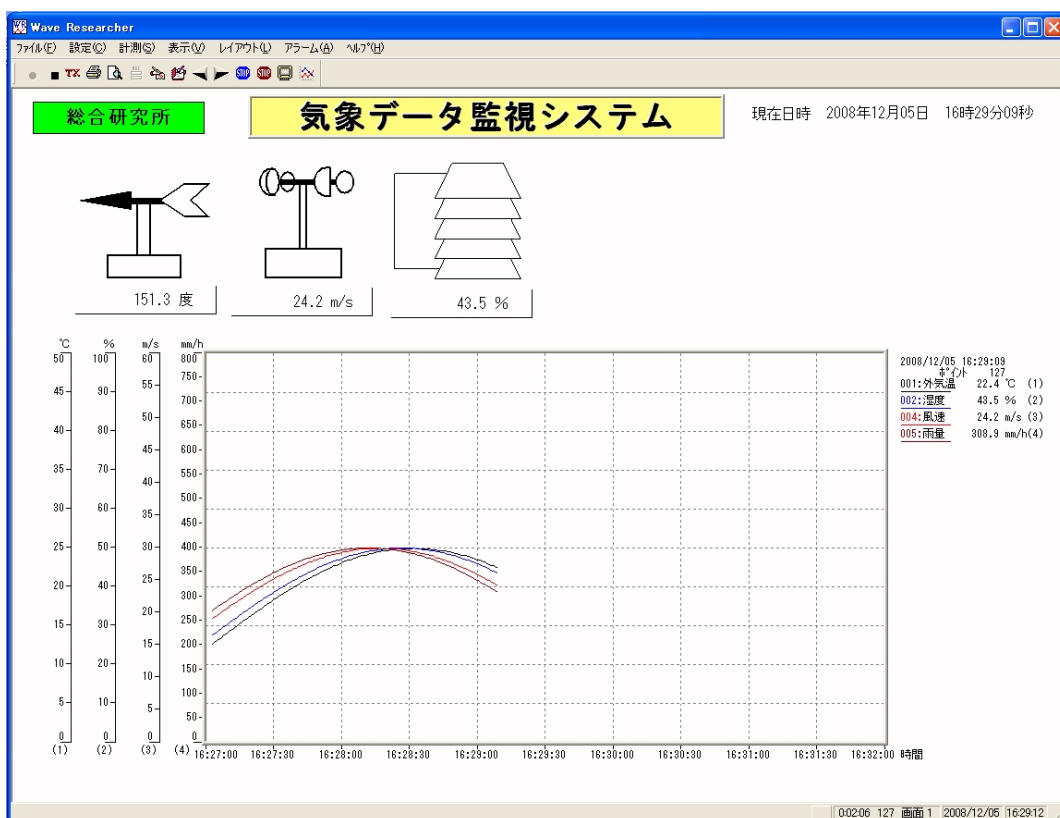 Wave Researcher
ﾌｧｲﾙ(F) 設定(C) 計測(S) 表示(V) ﾚｲｱｳﾄ(L) ｱﾗｰﾑ(A) ﾍﾙﾌﾟ(H)
TX STOP STOP
総合研究所
気象データ監視システム
現在日時 2008年12月05日 16時29分09秒
151.3 度
24.2 m/s
43.5 %
℃ % m/s mm/h
50 100 60 800
750
45 90 55
700
50
650
40 80
600
45
550
35 70
40
500
30 60
35
450
25 50 30 400
350
25
20 40
300
20
250
15 30
15
200
150
10 20
10
100
5 10
5
50
0 0 0 0
(1) (2) (3) (4)
16:27:00 16:27:30 16:28:00 16:28:30 16:29:00 16:29:30 16:30:00 16:30:30 16:31:00 16:31:30 16:32:00 時間
2008/12/05 16:29:09
ﾎﾟｲﾝﾄ 127
001:外気温 22.4 ℃ (1)
002:湿度 43.5 % (2)
004:風速 24.2 m/s (3)
005:雨量 308.9 mm/h(4)
0:02:06 127 画面 1 2008/12/05 16:29:12